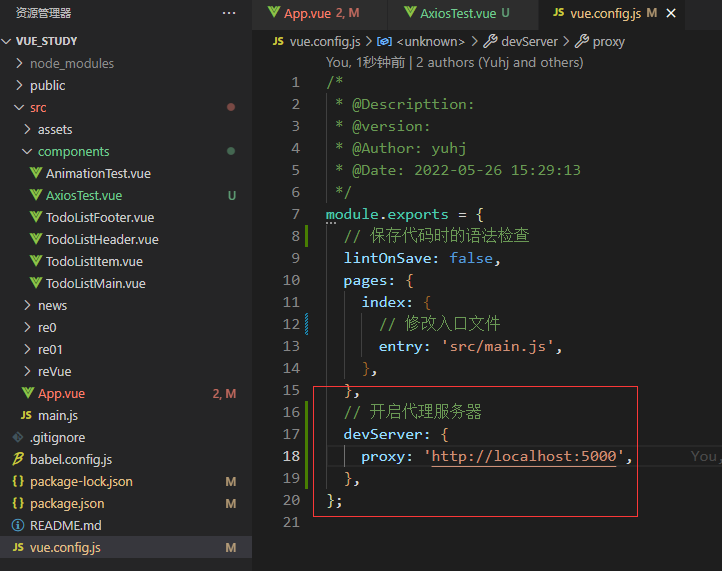 资源管理器
VUE_STUDY
node_modules
public
src
assets
components
AnimationTest.vue
AxiosTest.vue U
TodoListFooter.vue
TodoListHeader.vue
TodoListItem.vue
TodoListMain.vue
news
re0
re01
reVue
App.vue 2, M
JS main.js
.gitignore
babel.config.js
{} package-lock.json M
{} package.json M
README.md
JS vue.config.js M
App.vue 2, M AxiosTest.vue U JS vue.config.js M
JS vue.config.js > <unknown> > devServer > proxy
You, 1秒钟前 | 2 authors (Yuhj and others)
1 /*
2 * @Descripttion:
3 * @version:
4 * @Author: yuhj
5 * @Date: 2022-05-26 15:29:13
6 */
7 module.exports = {
8 // 保存代码时的语法检查
9 lintOnSave: false,
10 pages: {
11 index: {
12 // 修改入口文件
13 entry: 'src/main.js',
14 },
15 },
16 // 开启代理服务器
17 devServer: {
18 proxy: 'http://localhost:5000', You,
19 },
20 };
21